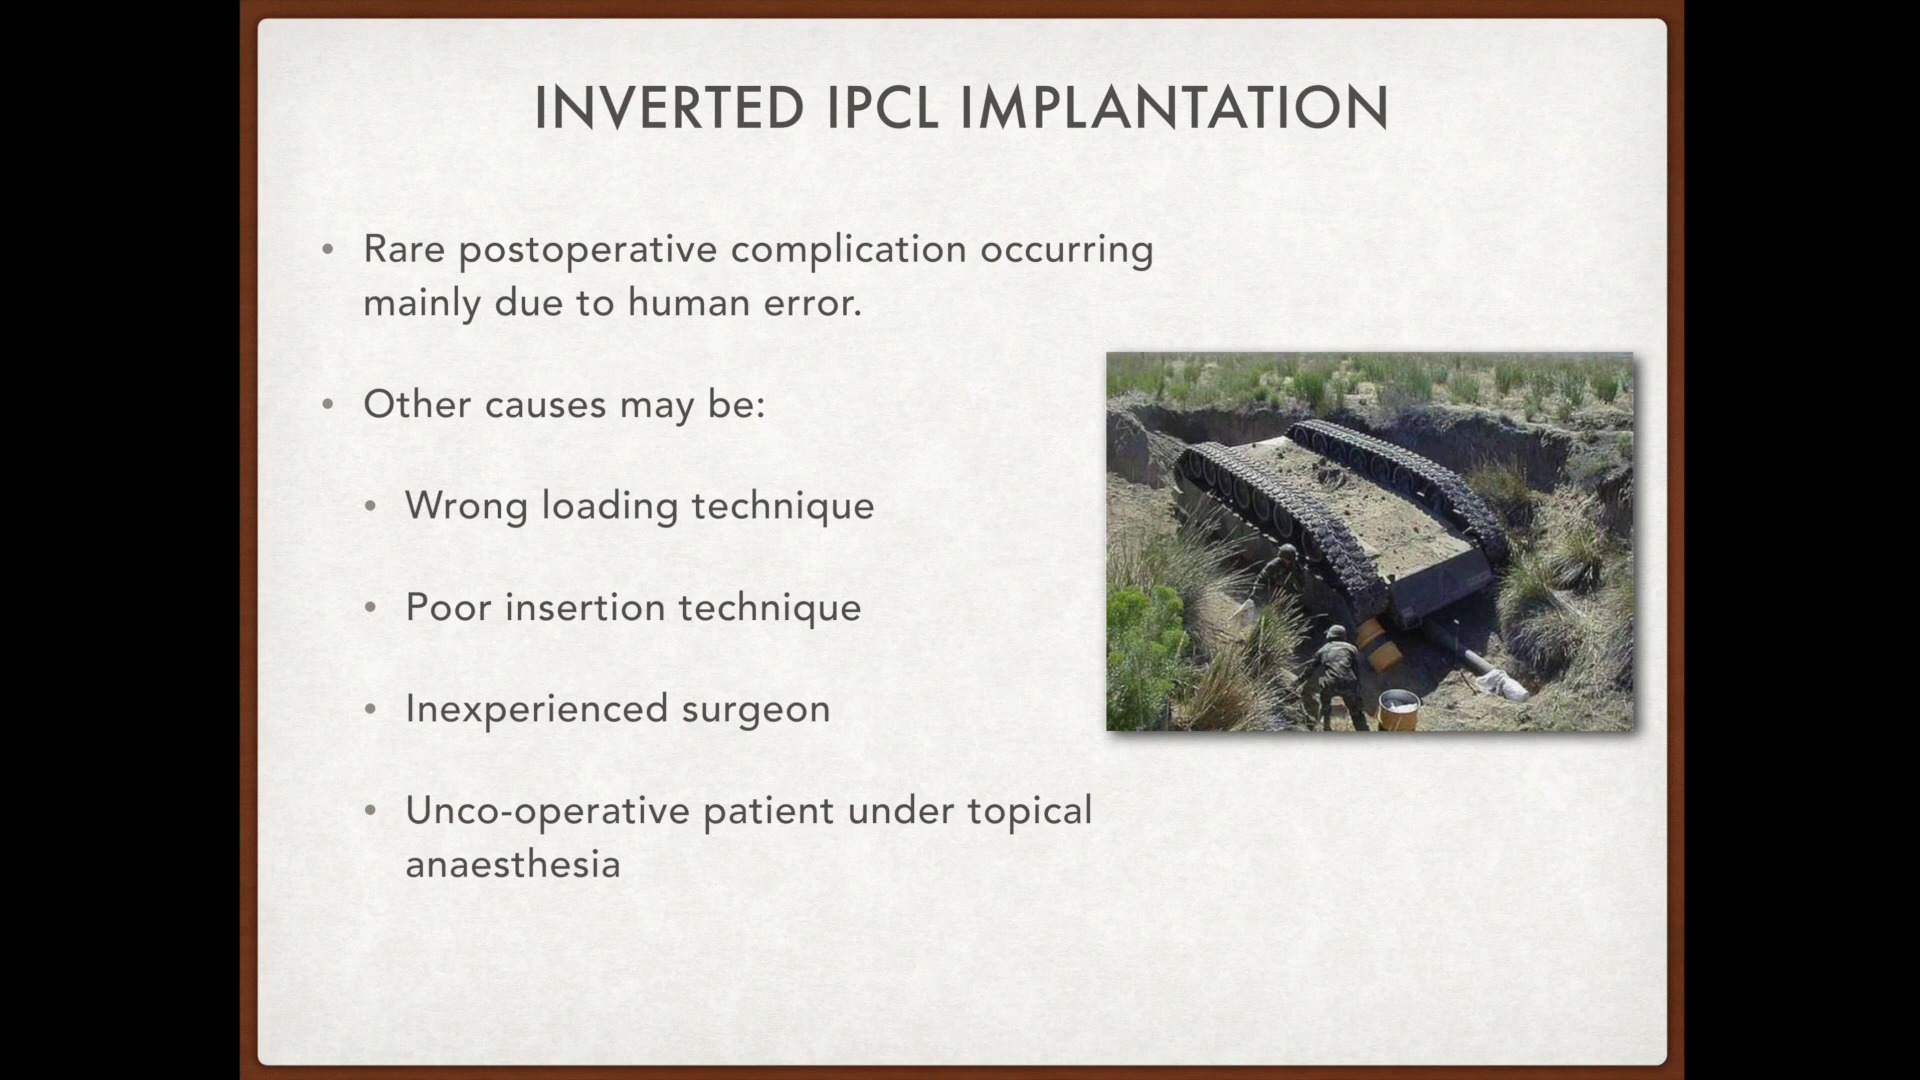 INVERTED IPCL IMPLANTATION
• Rare postoperative complication occurring
mainly due to human error.
• Other causes may be:
• Wrong loading technique
• Poor insertion technique
• Inexperienced surgeon
• Unco-operative patient under topical
anaesthesia